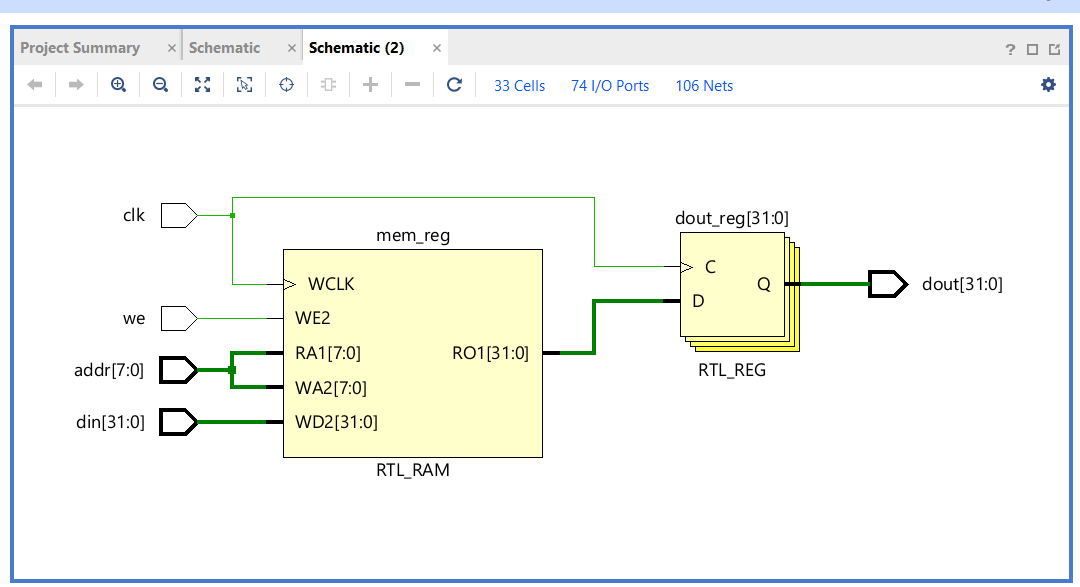 Project Summary × Schematic × Schematic (2) × ?
33 Cells 74 I/O Ports 106 Nets
clk
we
addr[7:0]
din[31:0]
mem_reg
WCLK
WE2
RA1[7:0] RO1[31:0]
WA2[7:0]
WD2[31:0]
RTL_RAM
dout_reg[31:0]
C
Q
D
RTL_REG
dout[31:0]